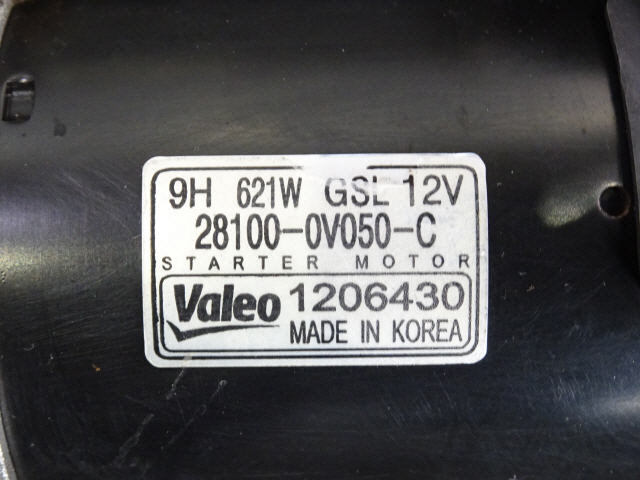 9H 621W GSL 12V
28100-0V050-C
STARTER MOTOR
Valeo 1206430
MADE IN KOREA